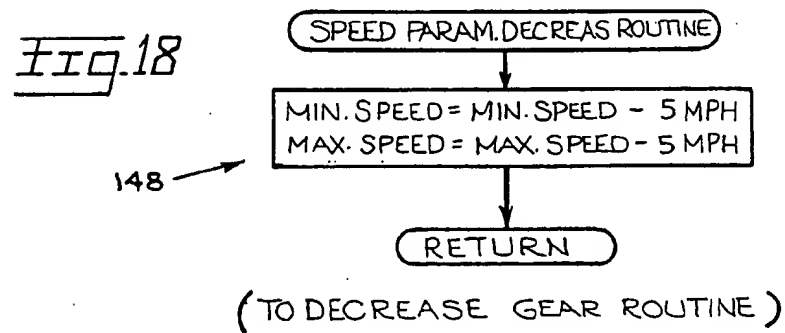 Fig.18
SPEED PARAM. DECREAS ROUTINE
MIN. SPEED = MIN. SPEED - 5 MPH
MAX. SPEED = MAX. SPEED - 5 MPH
148
RETURN
(TO DECREASE GEAR ROUTINE)